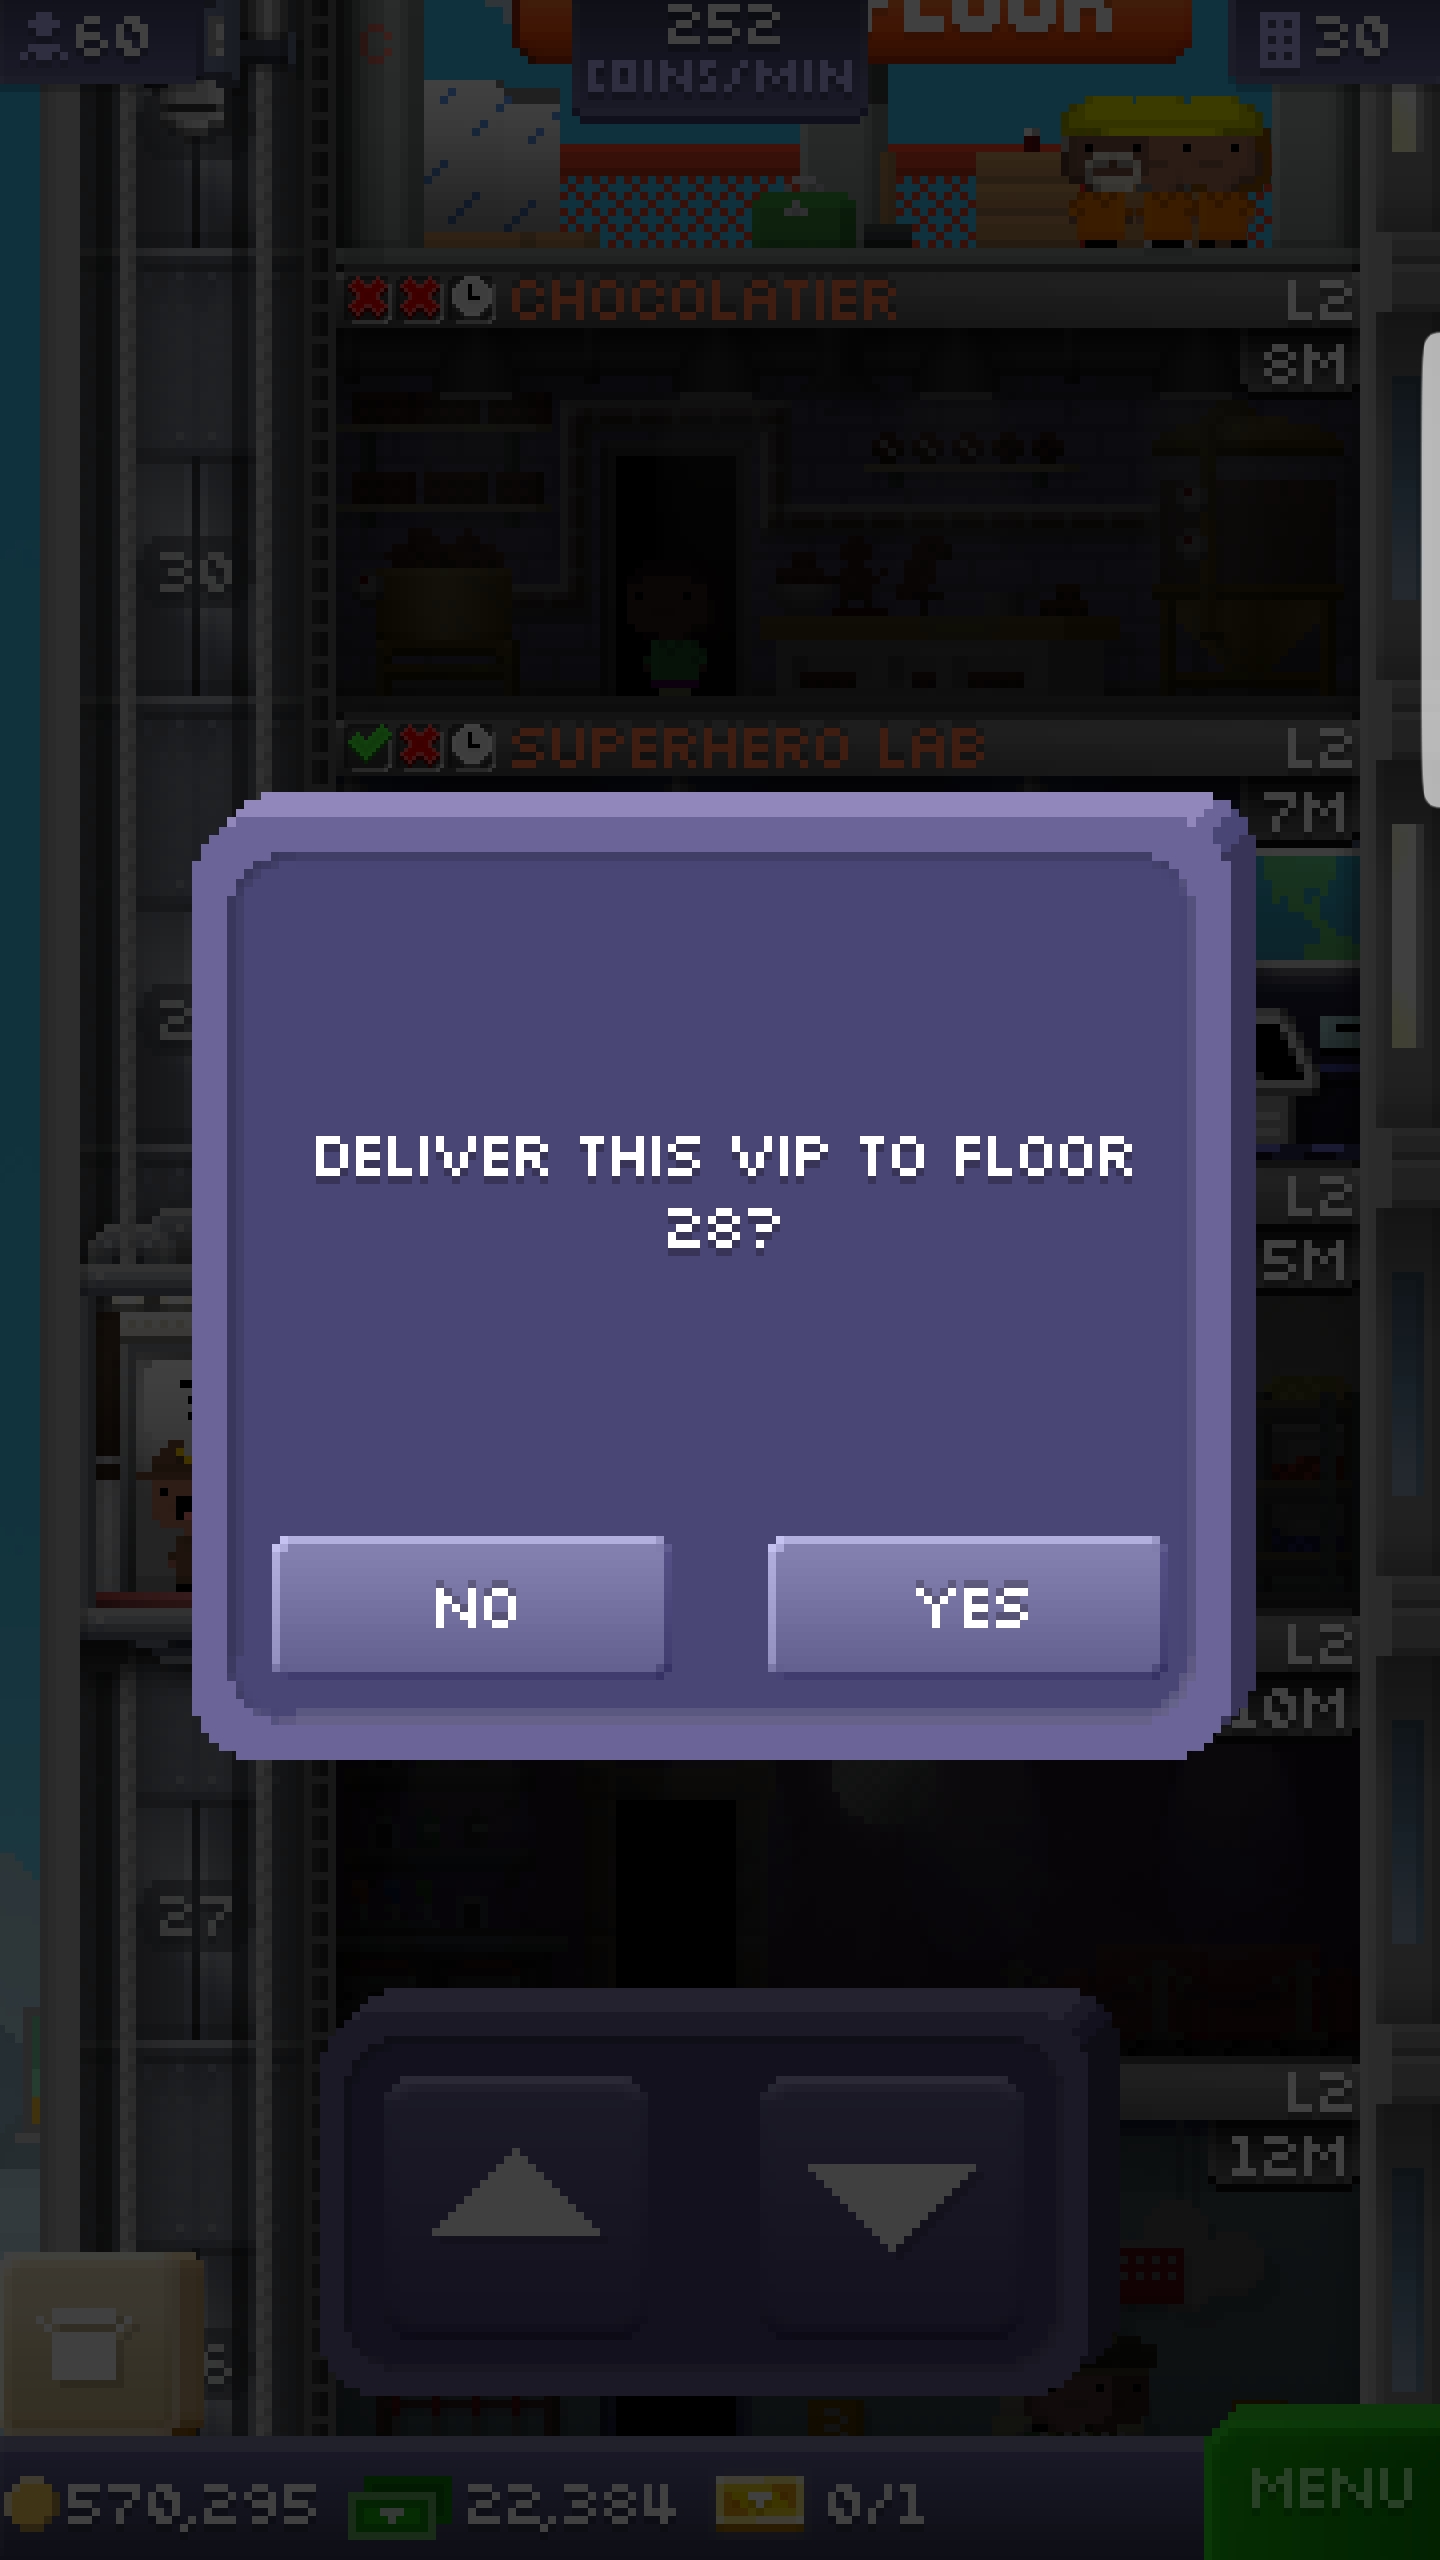 60
252
COINS/MIN
FLOOR
30
CHOCOLATIER L2
8M
30
SUPERHERO LAB L2
7M
L2
5M
DELIVER THIS VIP TO FLOOR
28?
NO YES
L2
10M
27
L2
12M
570,295 22,384 0/1
MENU